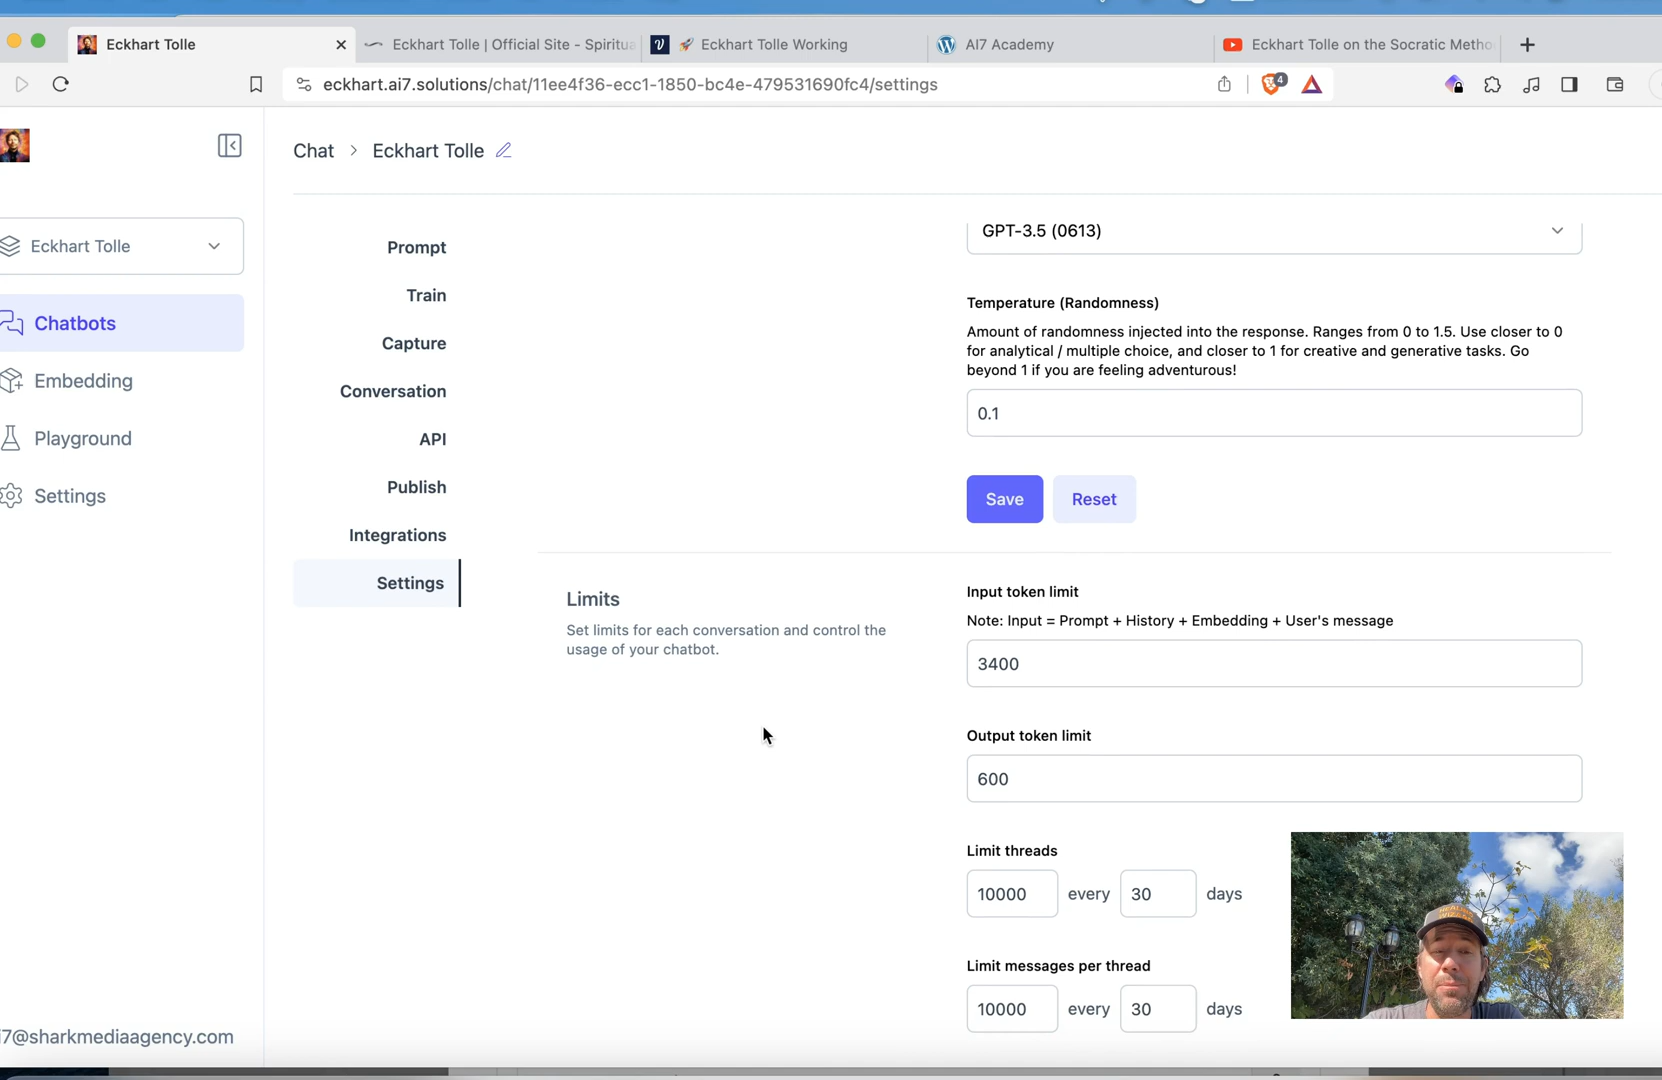 Eckhart Tolle
Eckhart Tolle | Official Site - Spiritua
Eckhart Tolle Working
AI7 Academy
Eckhart Tolle on the Socratic Metho
eckhart.ai7.solutions/chat/11ee4f36-ecc1-1850-bc4e-479531690fc4/settings
4
Chat > Eckhart Tolle
Eckhart Tolle
Chatbots
Embedding
Playground
Settings
i7@sharkmediaagency.com
Prompt
Train
Capture
Conversation
API
Publish
Integrations
Settings
GPT-3.5 (0613)
Temperature (Randomness)
Amount of randomness injected into the response. Ranges from 0 to 1.5. Use closer to 0
for analytical / multiple choice, and closer to 1 for creative and generative tasks. Go
beyond 1 if you are feeling adventurous!
0.1
Save
Reset
Limits
Set limits for each conversation and control the
usage of your chatbot.
Input token limit
Note: Input = Prompt + History + Embedding + User's message
3400
Output token limit
600
Limit threads
10000 every 30 days
Limit messages per thread
10000 every 30 days